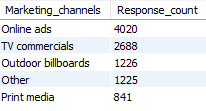 Marketing_channels Response_count
Online ads 4020
TV commercials 2688
Outdoor billboards 1226
Other 1225
Print media 841